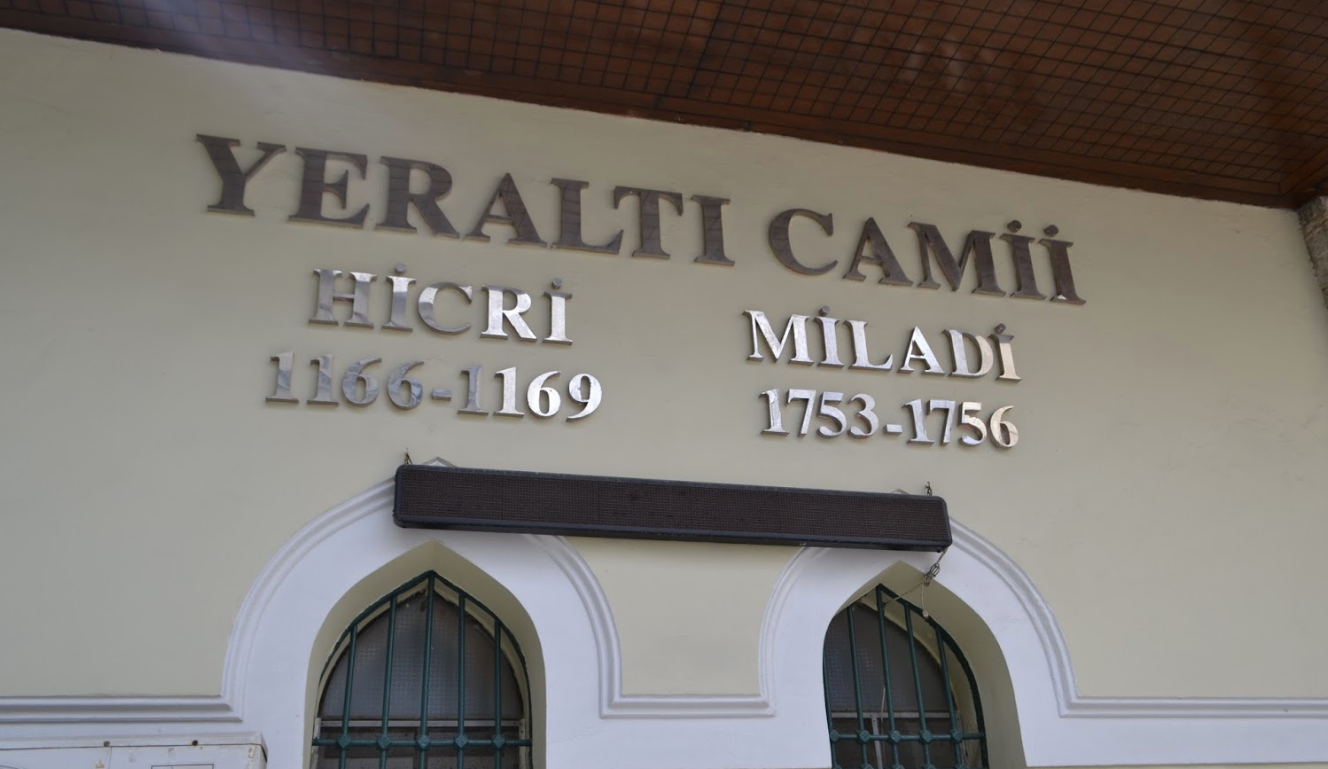 YERALTI CAMİİ
HİCRİ MİLADİ
1166-1169 1753-1756